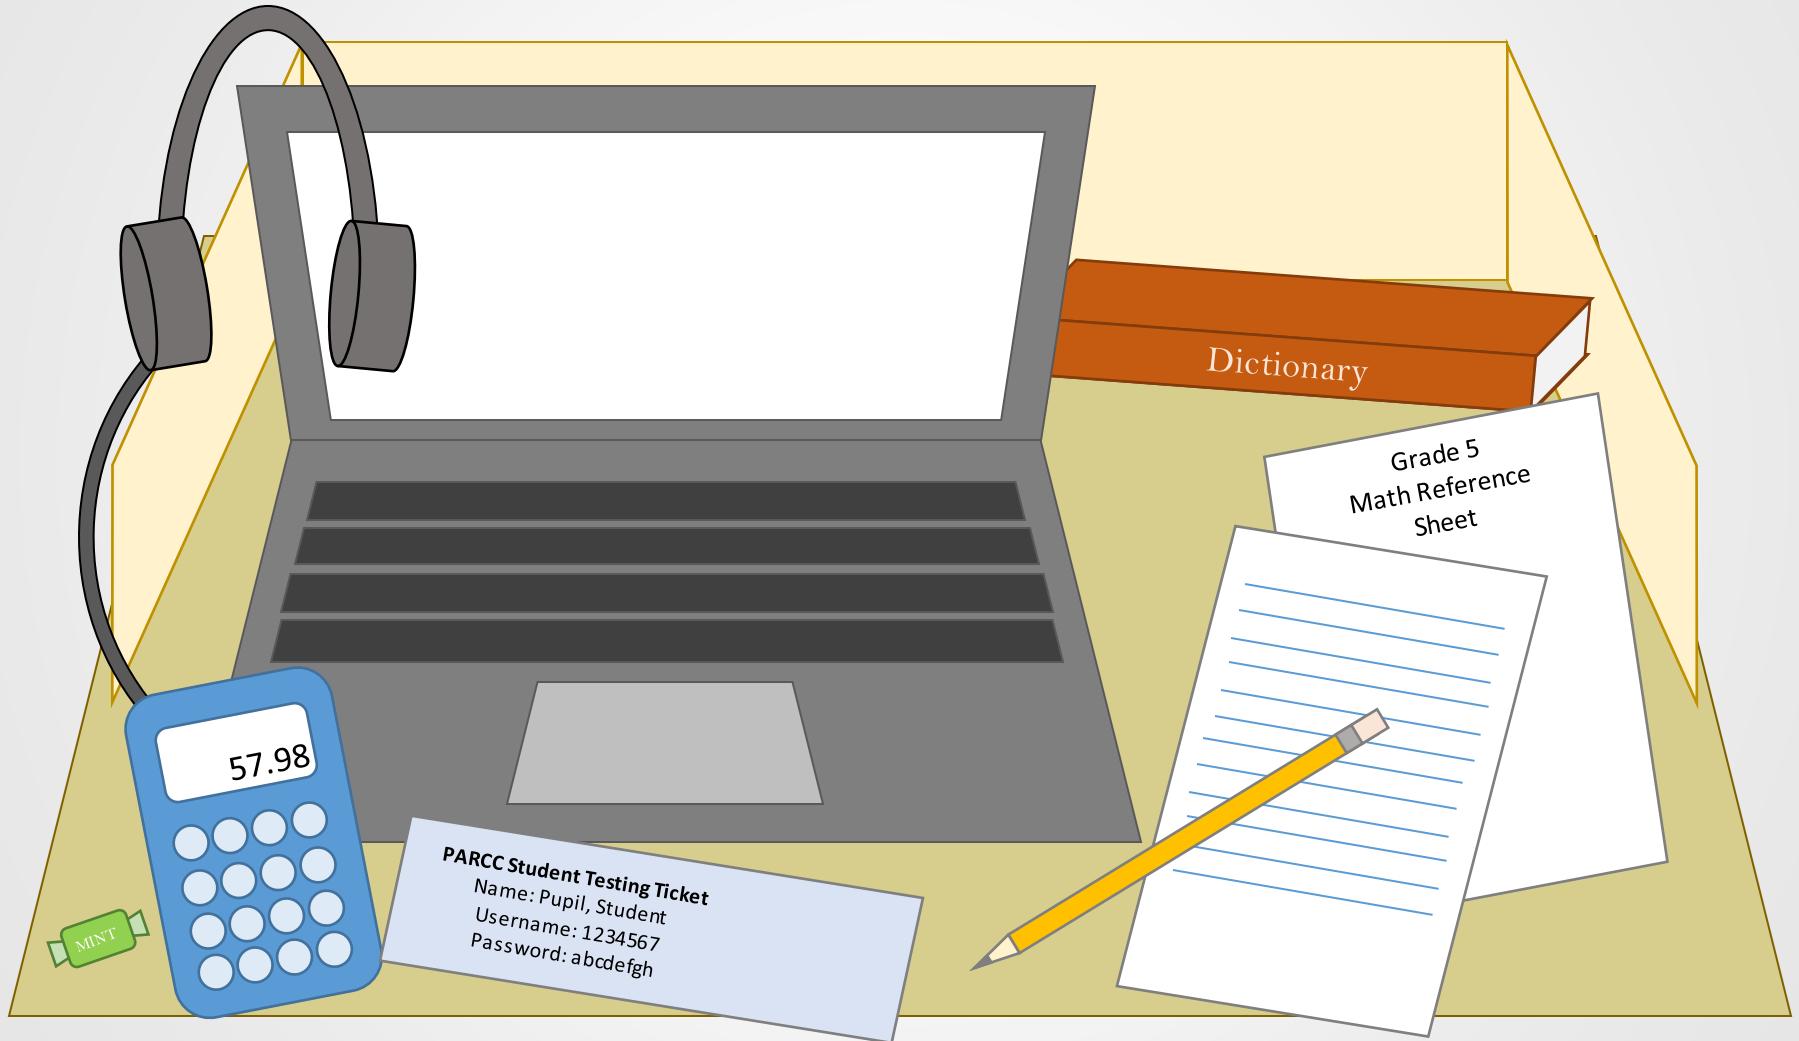 Dictionary
Grade 5
Math Reference
Sheet
57.98
PARCC Student Testing Ticket
Name: Pupil, Student
Username: 1234567
Password: abcdefgh
MINT